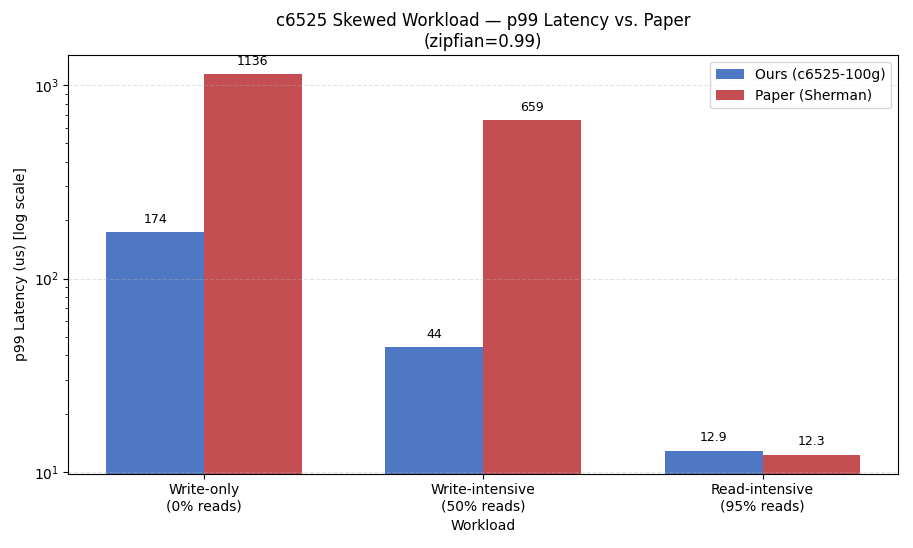 c6525 Skewed Workload — p99 Latency vs. Paper
(zipfian=0.99)
p99 Latency (us) [log scale]
10³
10²
10¹
1136
659
174
44
12.9
12.3
Ours (c6525-100g)
Paper (Sherman)
Write-only
(0% reads)
Write-intensive
(50% reads)
Read-intensive
(95% reads)
Workload